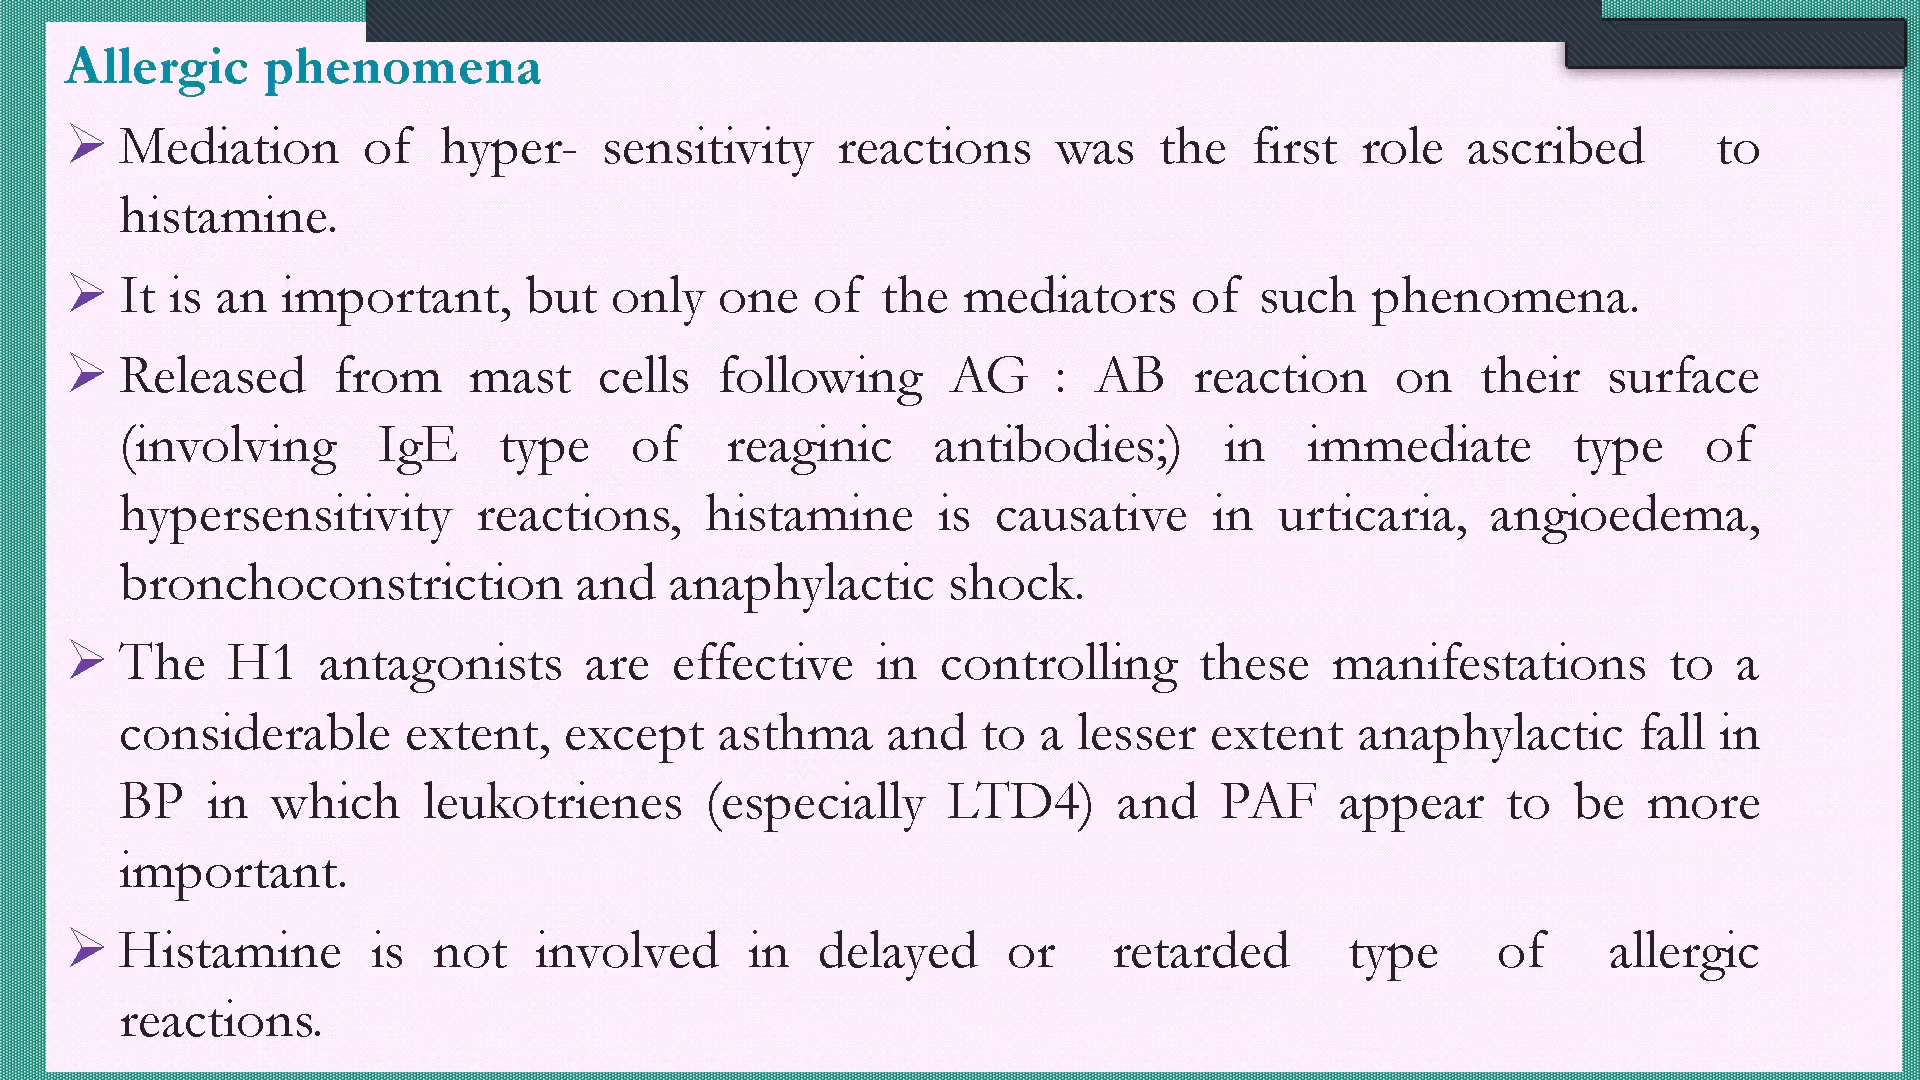 Allergic phenomena
Mediation of hyper- sensitivity reactions was the first role ascribed to
histamine.
It is an important, but only one of the mediators of such phenomena.
Released from mast cells following AG : AB reaction on their surface
(involving IgE type of reaginic antibodies;) in immediate type of
hypersensitivity reactions, histamine is causative in urticaria, angioedema,
bronchoconstriction and anaphylactic shock.
The H1 antagonists are effective in controlling these manifestations to a
considerable extent, except asthma and to a lesser extent anaphylactic fall in
BP in which leukotrienes (especially LTD4) and PAF appear to be more
important.
Histamine is not involved in delayed or retarded type of allergic
reactions.